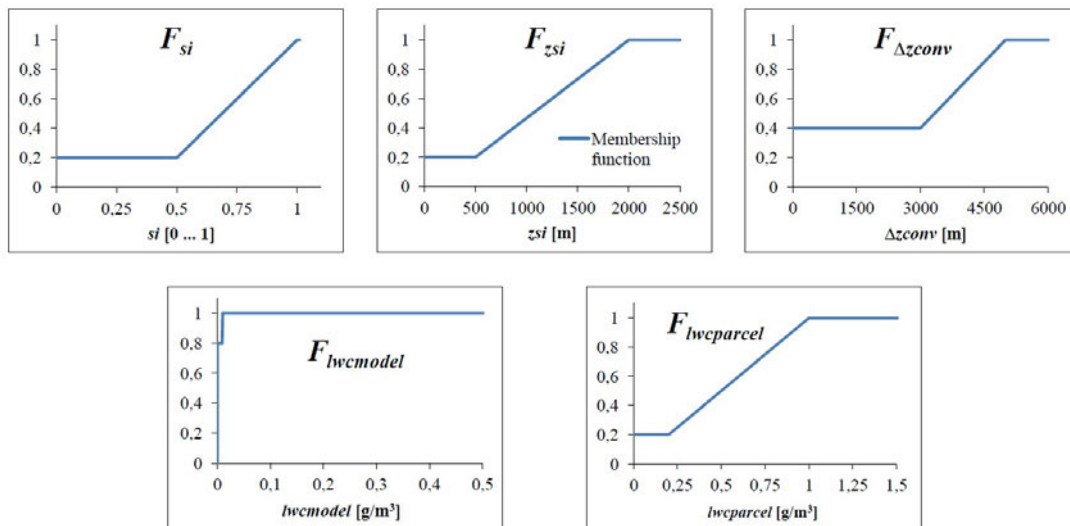 F_si
1
0,8
0,6
0,4
0,2
0
0 0,25 0,5 0,75 1
si [0 ... 1]
F_zsi
1
0,8
0,6
0,4
0,2
0
Membership
function
0 500 1000 1500 2000 2500
zsi [m]
F_Δzconv
1
0,8
0,6
0,4
0,2
0
0 1500 3000 4500 6000
Δzconv [m]
F_lwcmodel
1
0,8
0,6
0,4
0,2
0
0 0,1 0,2 0,3 0,4 0,5
lwcmodel [g/m³]
F_lwcparcel
1
0,8
0,6
0,4
0,2
0
0 0,25 0,5 0,75 1 1,25 1,5
lwcparcel [g/m³]